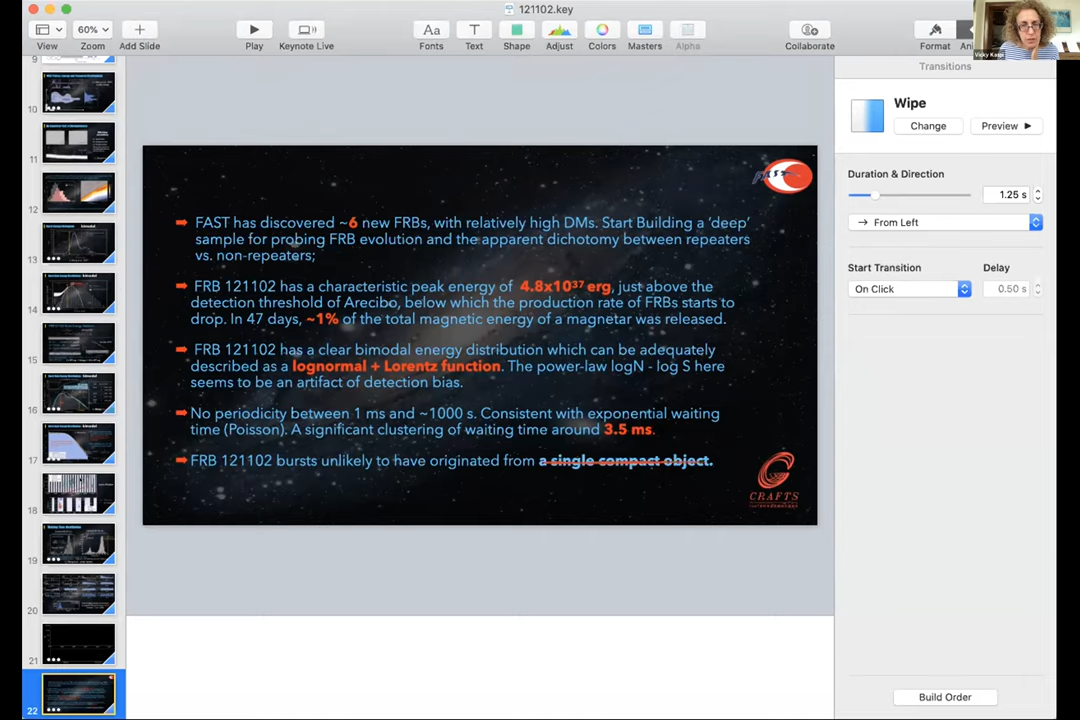 121102.key
View
60%
Zoom
Add Slide
Play
Keynote Live
Aa
Fonts
T
Text
Shape
Adjust
Colors
Masters
Alpha
Collaborate
Format
Vicky Kaspi
Transitions
Wipe
Change
Preview
Duration & Direction
1.25 s
From Left
Start Transition
Delay
On Click
0.50 s
Build Order
FAST
FAST has discovered ~6 new FRBs, with relatively high DMs. Start Building a 'deep'
sample for probing FRB evolution and the apparent dichotomy between repeaters
vs. non-repeaters;
FRB 121102 has a characteristic peak energy of 4.8x10³⁷ erg, just above the
detection threshold of Arecibo, below which the production rate of FRBs starts to
drop. In 47 days, ~1% of the total magnetic energy of a magnetar was released.
FRB 121102 has a clear bimodal energy distribution which can be adequately
described as a lognormal + Lorentz function. The power-law logN - log S here
seems to be an artifact of detection bias.
No periodicity between 1 ms and ~1000 s. Consistent with exponential waiting
time (Poisson). A significant clustering of waiting time around 3.5 ms.
FRB 121102 bursts unlikely to have originated from a single compact object.
CRAFTS
9
10
11
12
13
14
15
16
17
18
19
20
21
22